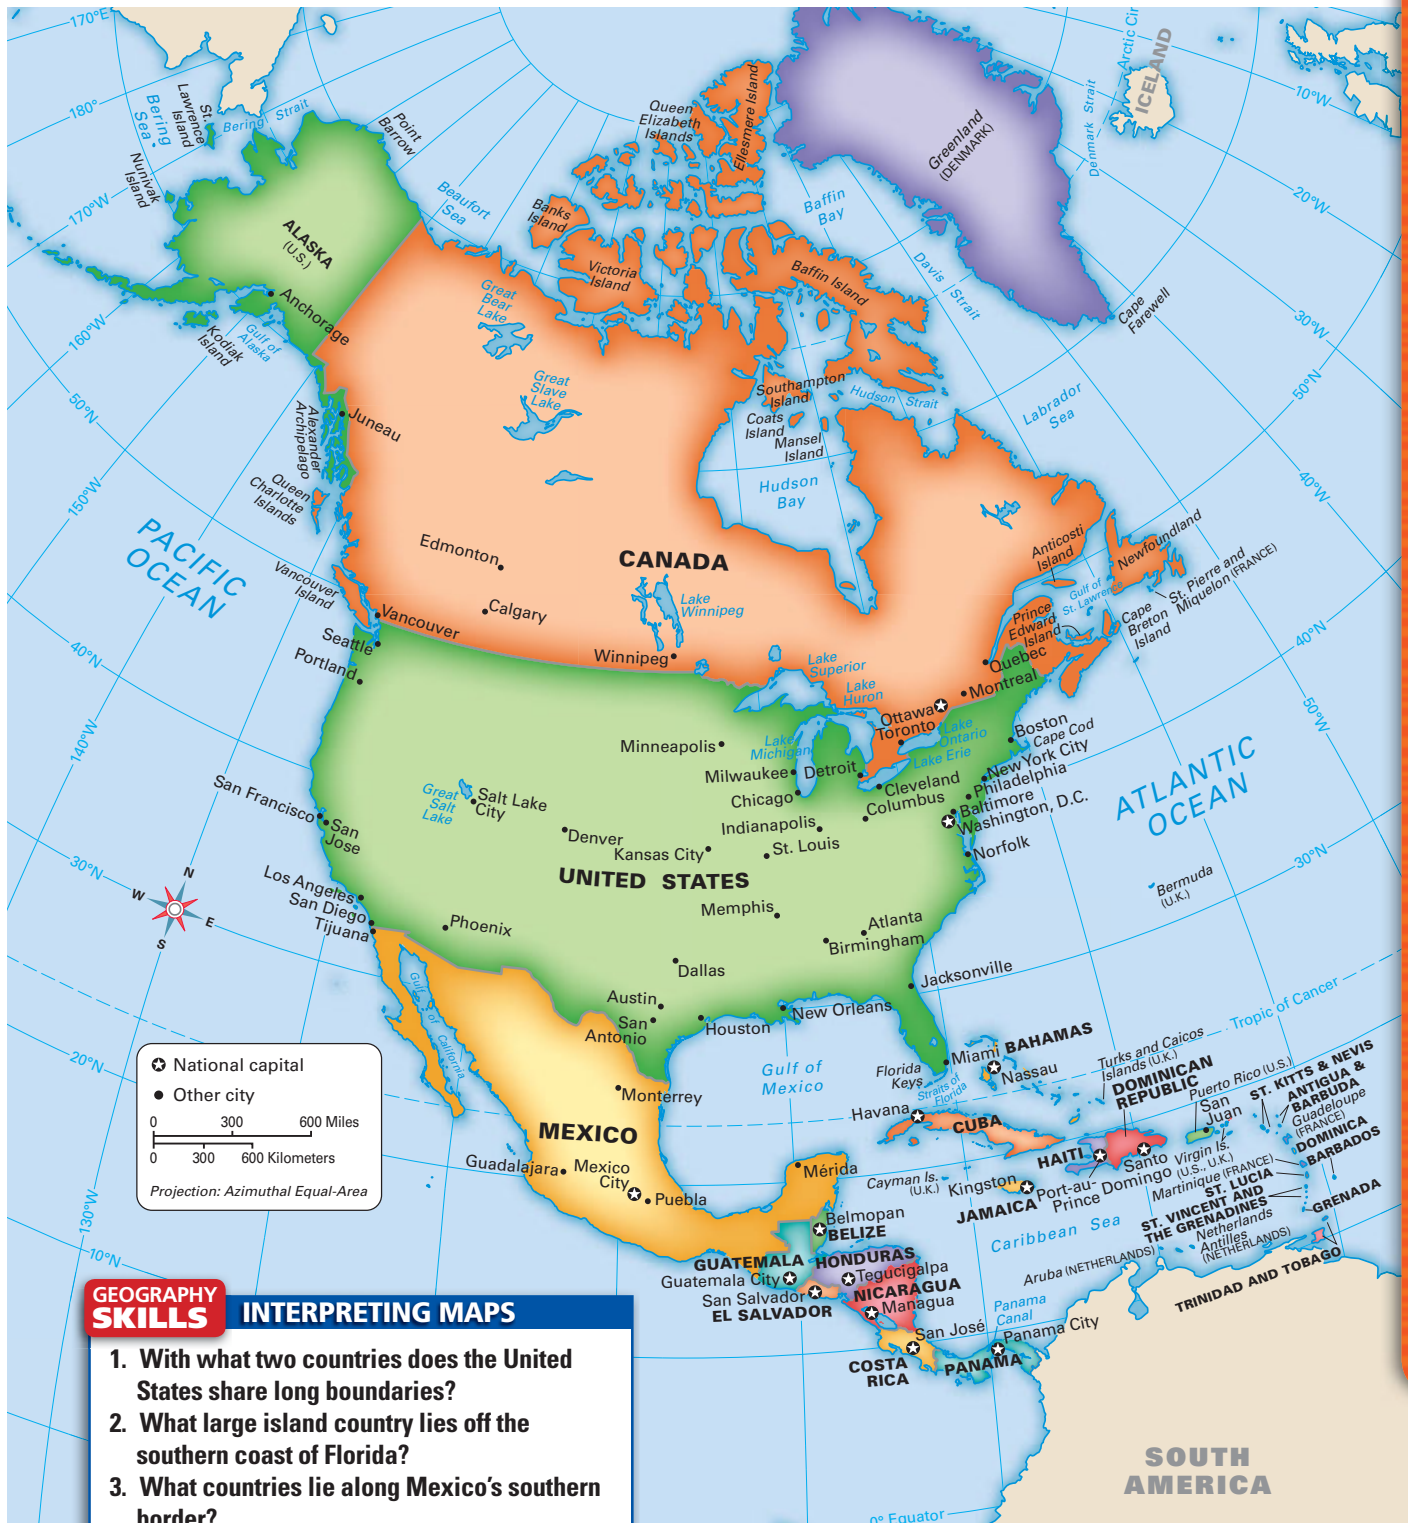 170°E
180°
170°W
160°W
150°W
140°W
130°W
50°N
40°N
30°N
20°N
10°N
10°W
20°W
30°W
40°W
50°W
50°N
40°N
30°N
Arctic Cir
Tropic of Cancer
0° Equator
Bering
Sea
St.
Lawrence
Island
Bering Strait
Nunivak
Island
Point
Barrow
Beaufort
Sea
ALASKA
(U.S.)
Anchorage
Kodiak
Island
Gulf of
Alaska
Juneau
Alexander
Archipelago
Queen
Charlotte
Islands
Vancouver
Island
PACIFIC
OCEAN
Queen
Elizabeth
Islands
Ellesmere Island
Banks
Island
Victoria
Island
Baffin
Bay
Baffin Island
Greenland
(DENMARK)
Denmark Strait
ICELAND
Davis Strait
Cape
Farewell
Labrador
Sea
Great
Bear
Lake
Great
Slave
Lake
Southampton
Island
Coats
Island
Mansel
Island
Hudson Strait
Hudson
Bay
CANADA
Edmonton
Calgary
Vancouver
Lake
Winnipeg
Winnipeg
Anticosti
Island
Newfoundland
Gulf of
St. Lawrence
St. Pierre and
Miquelon (FRANCE)
Prince
Edward
Island
Cape
Breton
Island
Quebec
Montreal
Ottawa
Toronto
Lake
Superior
Lake
Huron
Lake
Michigan
Lake
Ontario
Lake Erie
Seattle
Portland
Minneapolis
Milwaukee
Detroit
Chicago
Cleveland
Columbus
Boston
Cape Cod
New York City
Philadelphia
Baltimore
Washington, D.C.
Norfolk
Great
Salt
Lake
Salt Lake
City
San Francisco
San
Jose
Denver
Kansas City
Indianapolis
St. Louis
UNITED STATES
Los Angeles
San Diego
Tijuana
Phoenix
Memphis
Atlanta
Birmingham
Dallas
Austin
San
Antonio
Houston
New Orleans
Jacksonville
ATLANTIC
OCEAN
Bermuda
(U.K.)
N
W
E
S
Gulf of California
Gulf of
Mexico
Florida
Keys
Straits of
Florida
Miami
BAHAMAS
Nassau
Turks and Caicos
Islands (U.K.)
DOMINICAN
REPUBLIC
Puerto Rico (U.S.)
San
Juan
ST. KITTS & NEVIS
ANTIGUA &
BARBUDA
Guadeloupe
(FRANCE)
DOMINICA
BARBADOS
Virgin Is.
(U.S., U.K.)
Martinique (FRANCE)
ST. LUCIA
ST. VINCENT AND
THE GRENADINES
GRENADA
Netherlands
Antilles
(NETHERLANDS)
Aruba (NETHERLANDS)
TRINIDAD AND TOBAGO
Havana
CUBA
HAITI
Port-au-
Prince
Santo
Domingo
Cayman Is.
(U.K.)
Kingston
JAMAICA
Caribbean Sea
Monterrey
MEXICO
Guadalajara
Mexico
City
Puebla
Mérida
Belmopan
BELIZE
GUATEMALA
Guatemala City
HONDURAS
Tegucigalpa
San Salvador
EL SALVADOR
NICARAGUA
Managua
San José
COSTA
RICA
Panama
Canal
Panama City
PANAMA
SOUTH
AMERICA
National capital
Other city
0 300 600 Miles
0 300 600 Kilometers
Projection: Azimuthal Equal-Area
GEOGRAPHY
SKILLS
INTERPRETING MAPS
1. With what two countries does the United
States share long boundaries?
2. What large island country lies off the
southern coast of Florida?
3. What countries lie along Mexico’s southern
border?